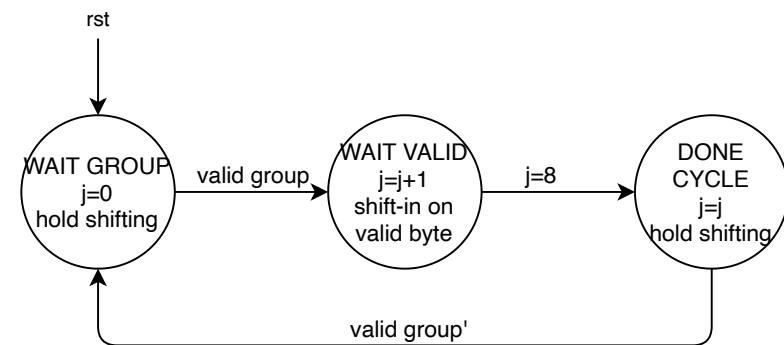 rst
WAIT GROUP
j=0
hold shifting
valid group
WAIT VALID
j=j+1
shift-in on
valid byte
j=8
DONE
CYCLE
j=j
hold shifting
valid group'